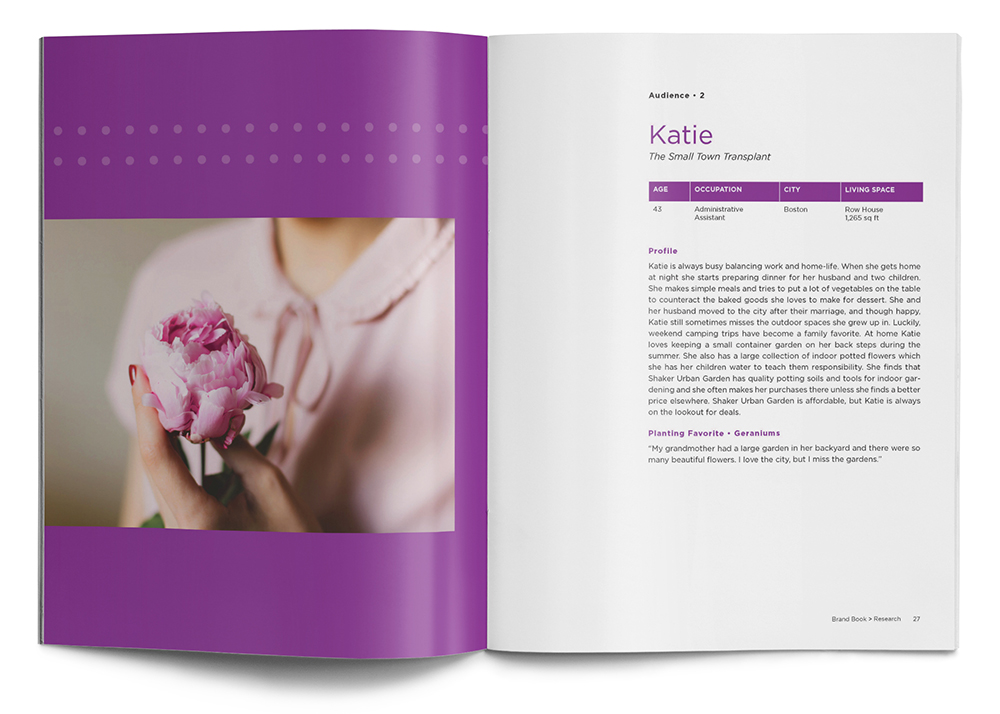 Audience • 2
Katie
The Small Town Transplant
AGE OCCUPATION CITY LIVING SPACE
43 Administrative Assistant Boston Row House 1,265 sq ft
Profile
Katie is always busy balancing work and home-life. When she gets home
at night she starts preparing dinner for her husband and two children.
She makes simple meals and tries to put a lot of vegetables on the table
to counteract the baked goods she loves to make for dessert. She and
her husband moved to the city after their marriage, and though happy,
Katie still sometimes misses the outdoor spaces she grew up in. Luckily,
weekend camping trips have become a family favorite. At home Katie
loves keeping a small container garden on her back steps during the
summer. She also has a large collection of indoor potted flowers which
she has her children water to teach them responsibility. She finds that
Shaker Urban Garden has quality potting soils and tools for indoor gar-
dening and she often makes her purchases there unless she finds a better
price elsewhere. Shaker Urban Garden is affordable, but Katie is always
on the lookout for deals.
Planting Favorite • Geraniums
“My grandmother had a large garden in her backyard and there were so
many beautiful flowers. I love the city, but I miss the gardens.”
Brand Book > Research 27